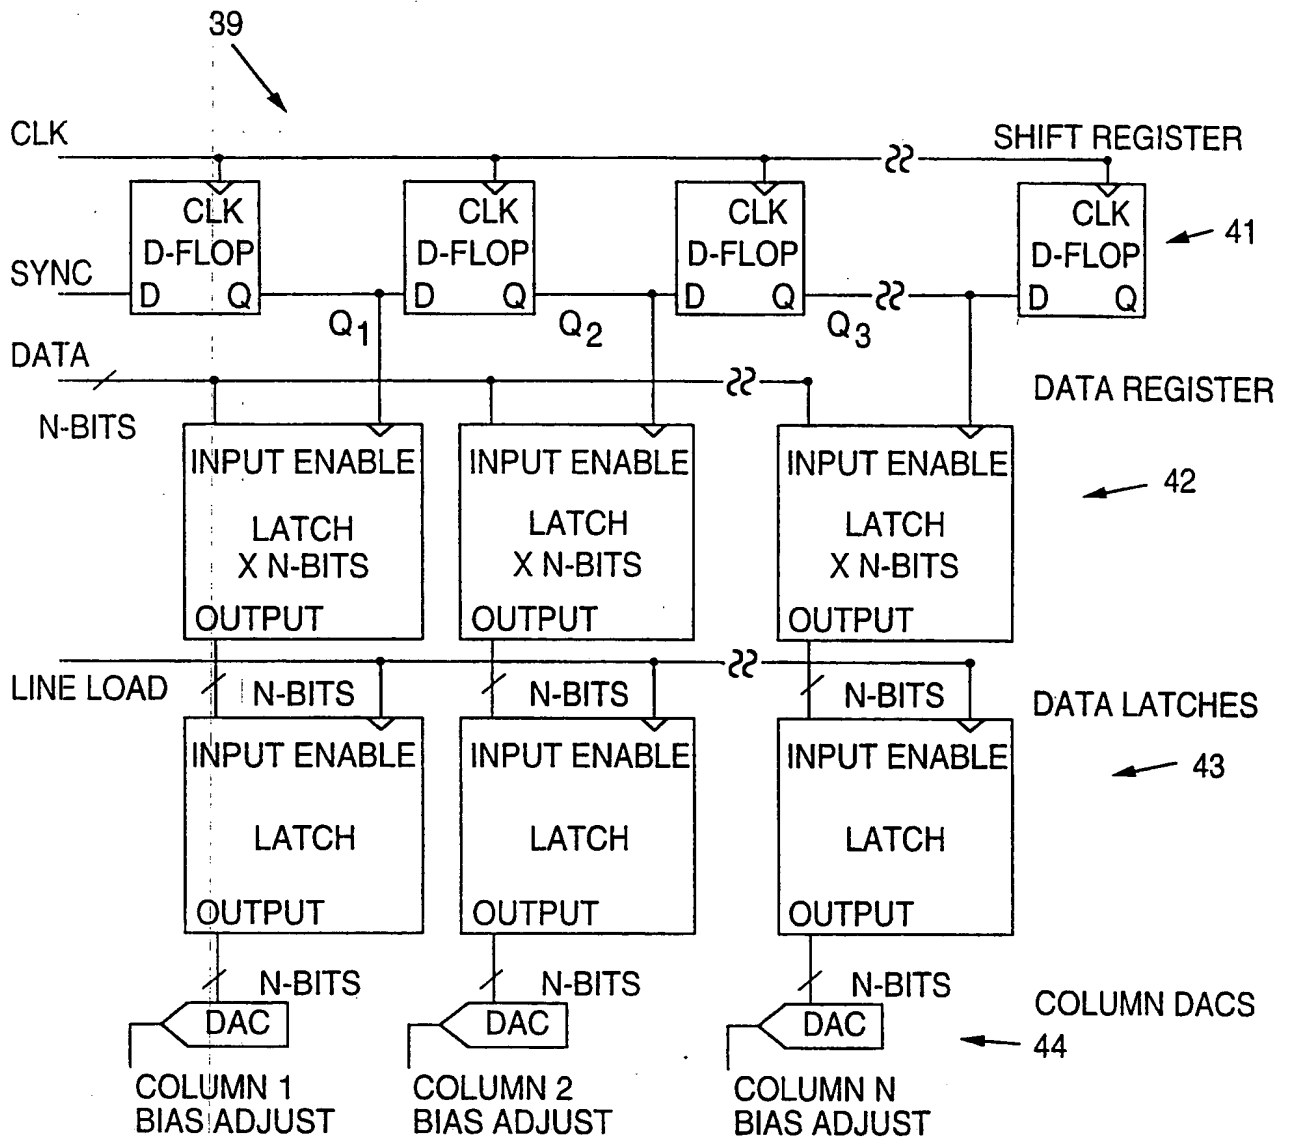 39
CLK
SHIFT REGISTER
CLK
D-FLOP
D Q
CLK
D-FLOP
D Q
CLK
D-FLOP
D Q
CLK
D-FLOP
D Q
41
SYNC
Q1
Q2
Q3
DATA
N-BITS
DATA REGISTER
42
INPUT ENABLE
LATCH
X N-BITS
OUTPUT
INPUT ENABLE
LATCH
X N-BITS
OUTPUT
INPUT ENABLE
LATCH
X N-BITS
OUTPUT
LINE LOAD
N-BITS
N-BITS
N-BITS
DATA LATCHES
43
INPUT ENABLE
LATCH
OUTPUT
INPUT ENABLE
LATCH
OUTPUT
INPUT ENABLE
LATCH
OUTPUT
N-BITS
N-BITS
N-BITS
COLUMN DACS
44
DAC
DAC
DAC
COLUMN 1
BIAS ADJUST
COLUMN 2
BIAS ADJUST
COLUMN N
BIAS ADJUST